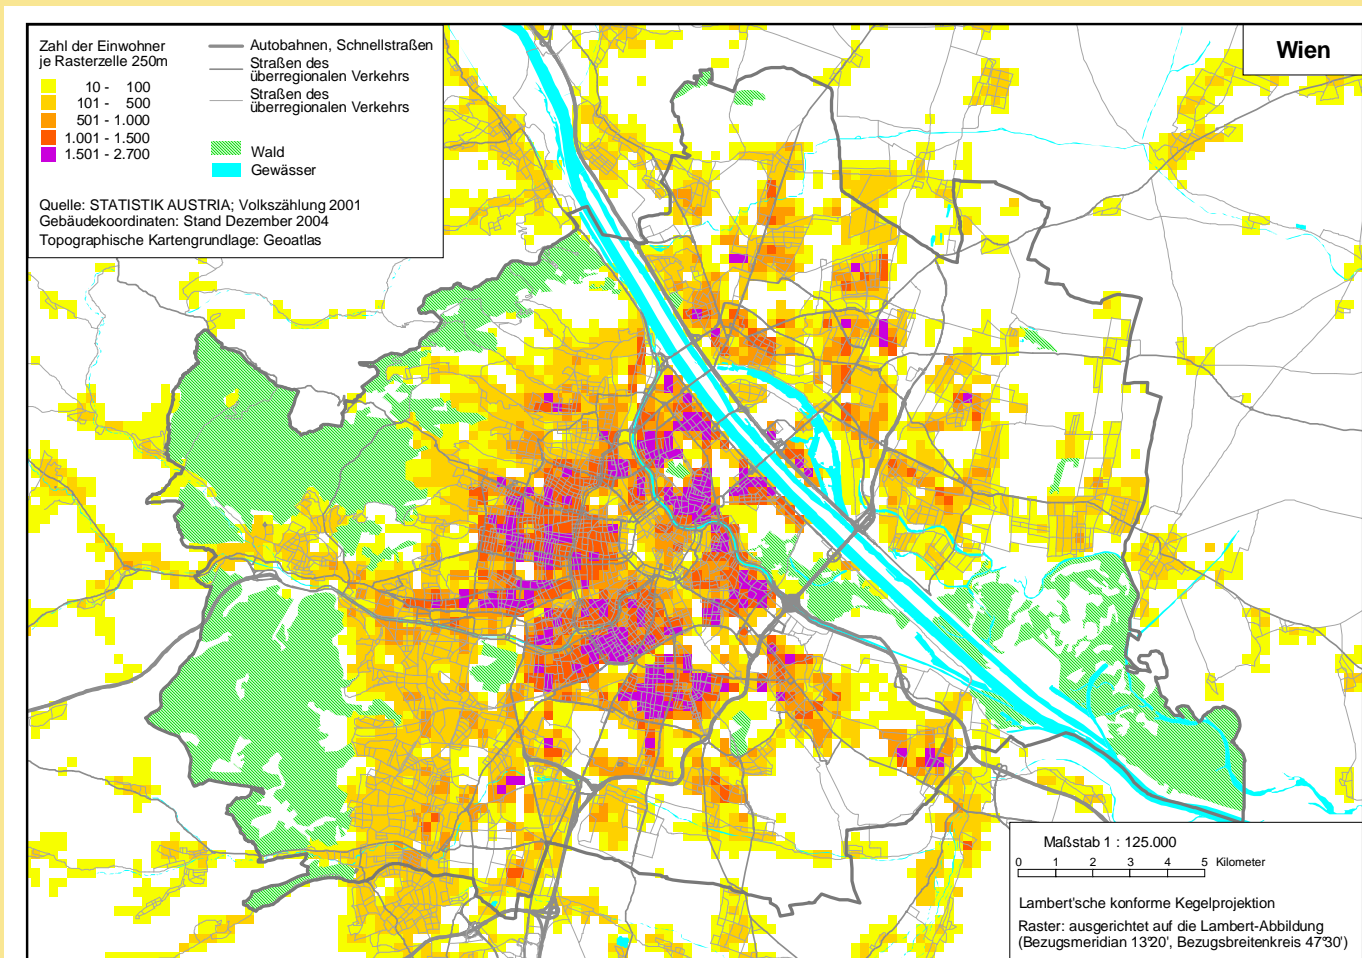 Zahl der Einwohner
je Rasterzelle 250m
10 - 100
101 - 500
501 - 1.000
1.001 - 1.500
1.501 - 2.700
Autobahnen, Schnellstraßen
Straßen des
überregionalen Verkehrs
Straßen des
überregionalen Verkehrs
Wald
Gewässer
Quelle: STATISTIK AUSTRIA; Volkszählung 2001
Gebäudekoordinaten: Stand Dezember 2004
Topographische Kartengrundlage: Geoatlas
Wien
Maßstab 1 : 125.000
0 1 2 3 4 5 Kilometer
Lambert'sche konforme Kegelprojektion
Raster: ausgerichtet auf die Lambert-Abbildung
(Bezugsmeridian 13°20', Bezugsbreitenkreis 47°30')